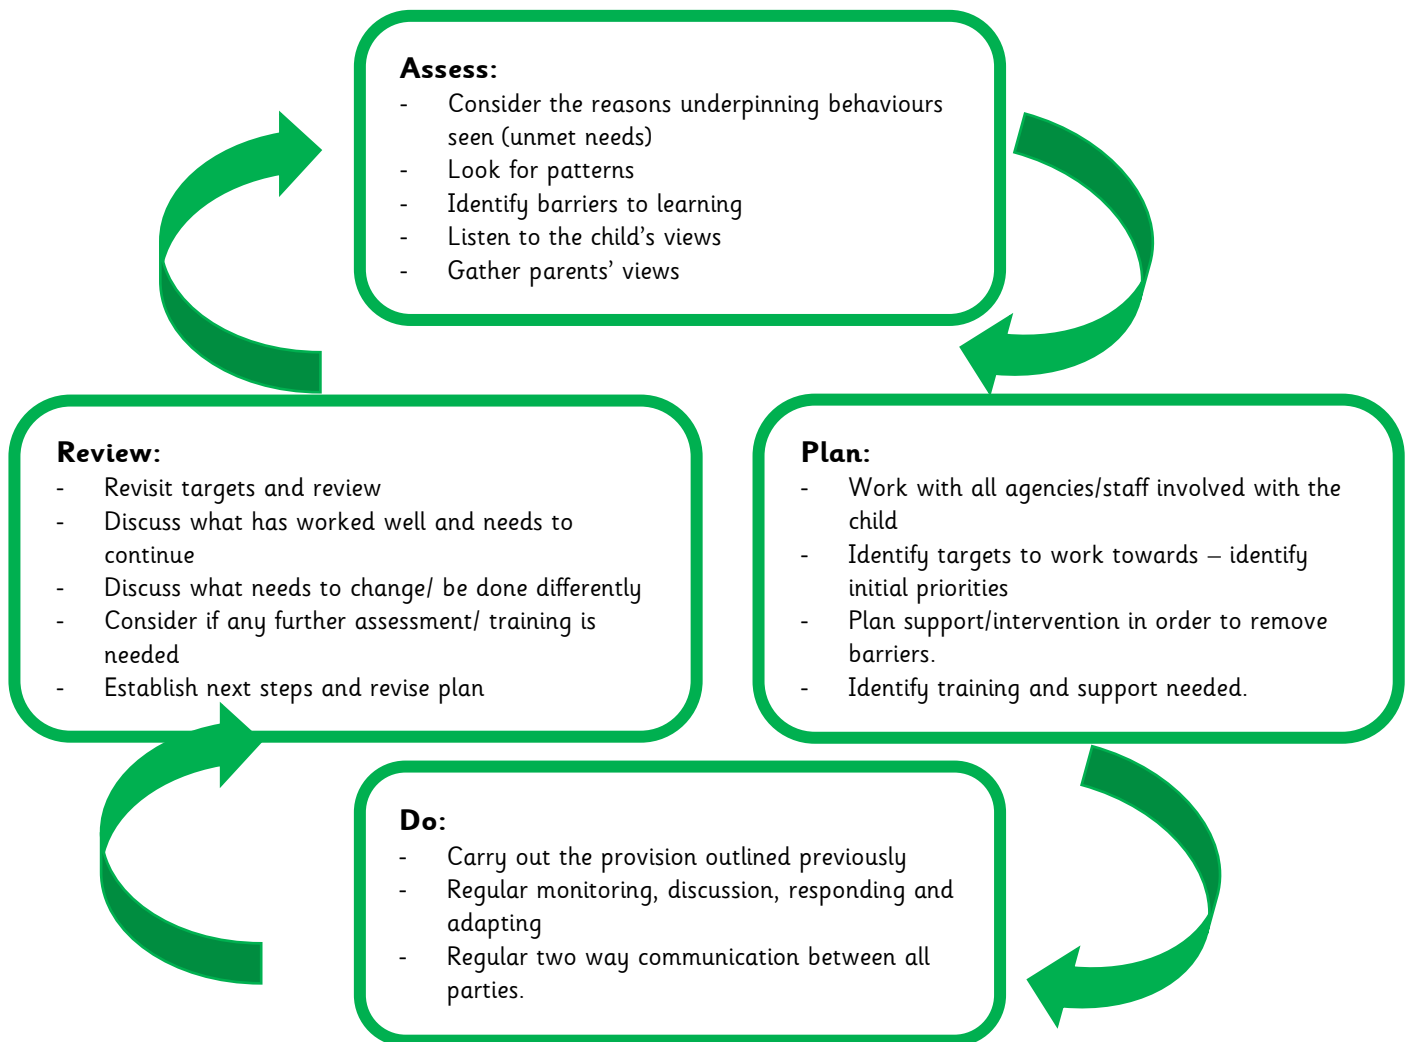 Assess:
- Consider the reasons underpinning behaviours
seen (unmet needs)
- Look for patterns
- Identify barriers to learning
- Listen to the child’s views
- Gather parents’ views
Review:
- Revisit targets and review
- Discuss what has worked well and needs to
continue
- Discuss what needs to change/ be done differently
- Consider if any further assessment/ training is
needed
- Establish next steps and revise plan
Plan:
- Work with all agencies/staff involved with the
child
- Identify targets to work towards – identify
initial priorities
- Plan support/intervention in order to remove
barriers.
- Identify training and support needed.
Do:
- Carry out the provision outlined previously
- Regular monitoring, discussion, responding and
adapting
- Regular two way communication between all
parties.